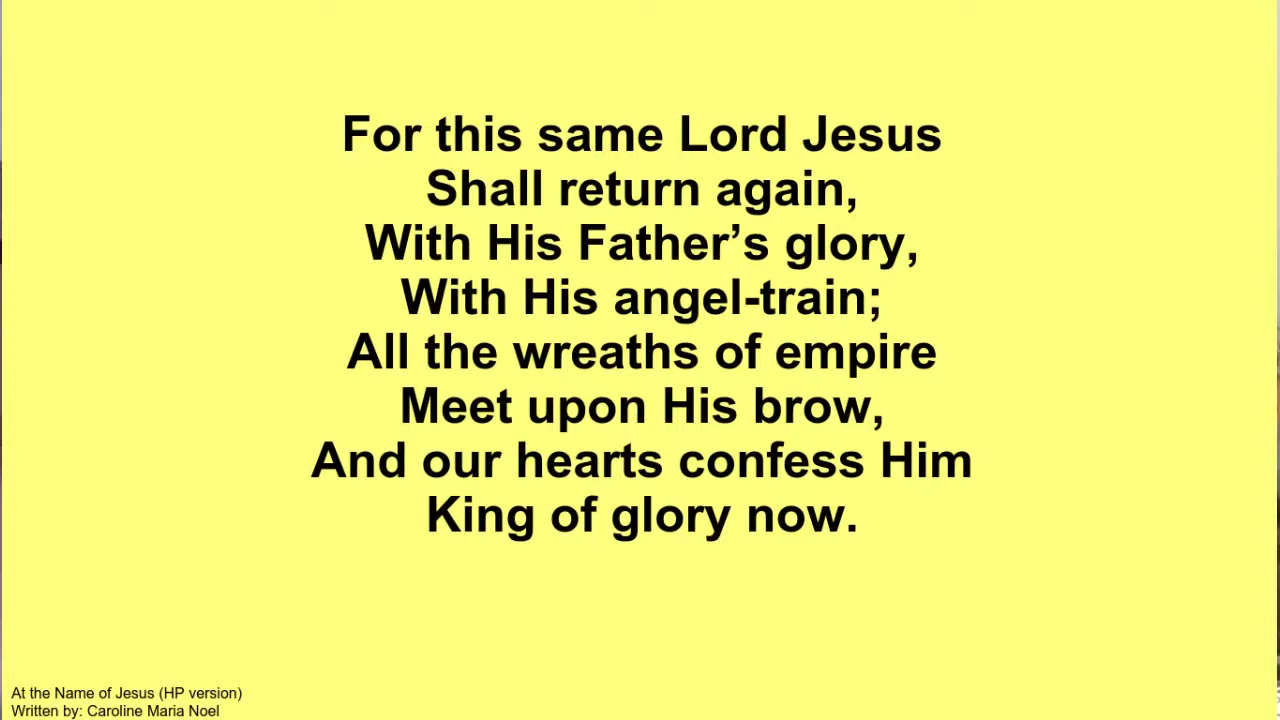 For this same Lord Jesus
Shall return again,
With His Father’s glory,
With His angel-train;
All the wreaths of empire
Meet upon His brow,
And our hearts confess Him
King of glory now.
At the Name of Jesus (HP version)
Written by: Caroline Maria Noel